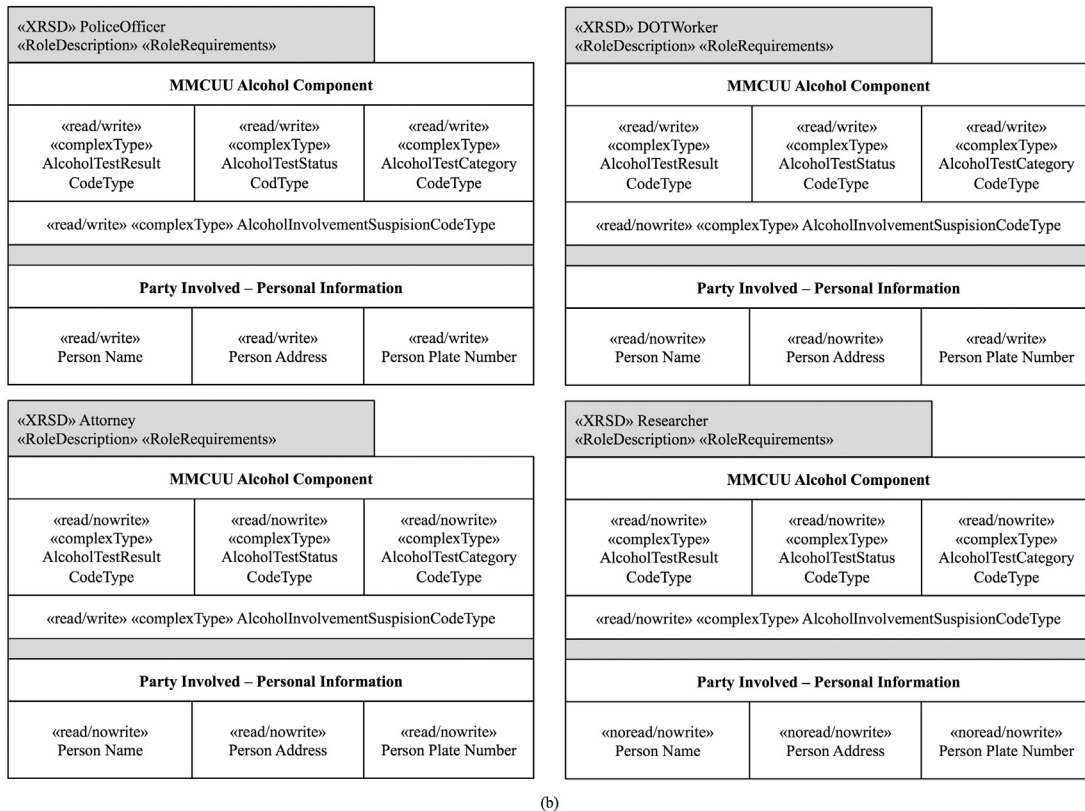 «XRSD» PoliceOfficer
«RoleDescription» «RoleRequirements»
MMCUU Alcohol Component
«read/write»
«complexType»
AlcoholTestResult
CodeType
«read/write»
«complexType»
AlcoholTestStatus
CodType
«read/write»
«complexType»
AlcoholTestCategory
CodeType
«read/write» «complexType» AlcoholInvolvementSuspisionCodeType
Party Involved – Personal Information
«read/write»
Person Name
«read/write»
Person Address
«read/write»
Person Plate Number
«XRSD» DOTWorker
«RoleDescription» «RoleRequirements»
MMCUU Alcohol Component
«read/write»
«complexType»
AlcoholTestResult
CodeType
«read/write»
«complexType»
AlcoholTestStatus
CodeType
«read/write»
«complexType»
AlcoholTestCategory
CodeType
«read/nowrite» «complexType» AlcoholInvolvementSuspisionCodeType
Party Involved – Personal Information
«read/nowrite»
Person Name
«read/nowrite»
Person Address
«read/write»
Person Plate Number
«XRSD» Attorney
«RoleDescription» «RoleRequirements»
MMCUU Alcohol Component
«read/nowrite»
«complexType»
AlcoholTestResult
CodeType
«read/nowrite»
«complexType»
AlcoholTestStatus
CodeType
«read/nowrite»
«complexType»
AlcoholTestCategory
CodeType
«read/write» «complexType» AlcoholInvolvementSuspisionCodeType
Party Involved – Personal Information
«read/nowrite»
Person Name
«read/nowrite»
Person Address
«read/nowrite»
Person Plate Number
«XRSD» Researcher
«RoleDescription» «RoleRequirements»
MMCUU Alcohol Component
«read/nowrite»
«complexType»
AlcoholTestResult
CodeType
«read/nowrite»
«complexType»
AlcoholTestStatus
CodeType
«read/nowrite»
«complexType»
AlcoholTestCategory
CodeType
«read/nowrite» «complexType» AlcoholInvolvementSuspisionCodeType
Party Involved – Personal Information
«noread/nowrite»
Person Name
«noread/nowrite»
Person Address
«noread/nowrite»
Person Plate Number
(b)